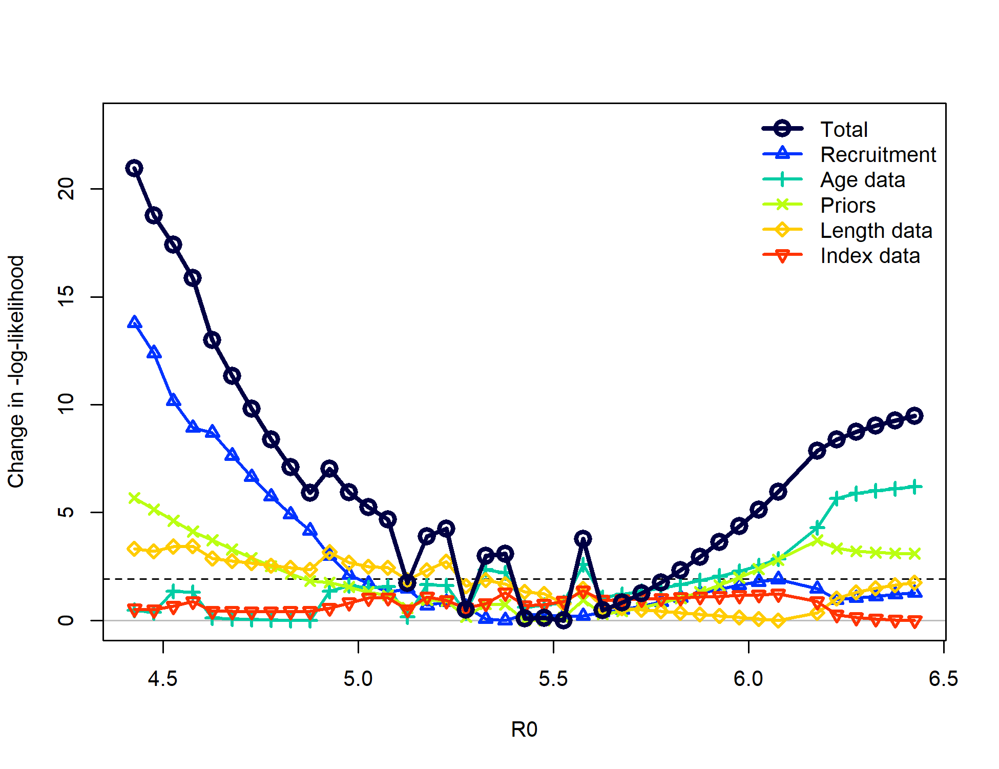 Total
Recruitment
Age data
Priors
Length data
Index data
Change in -log-likelihood
20
15
10
5
0
4.5
5.0
5.5
6.0
6.5
R0